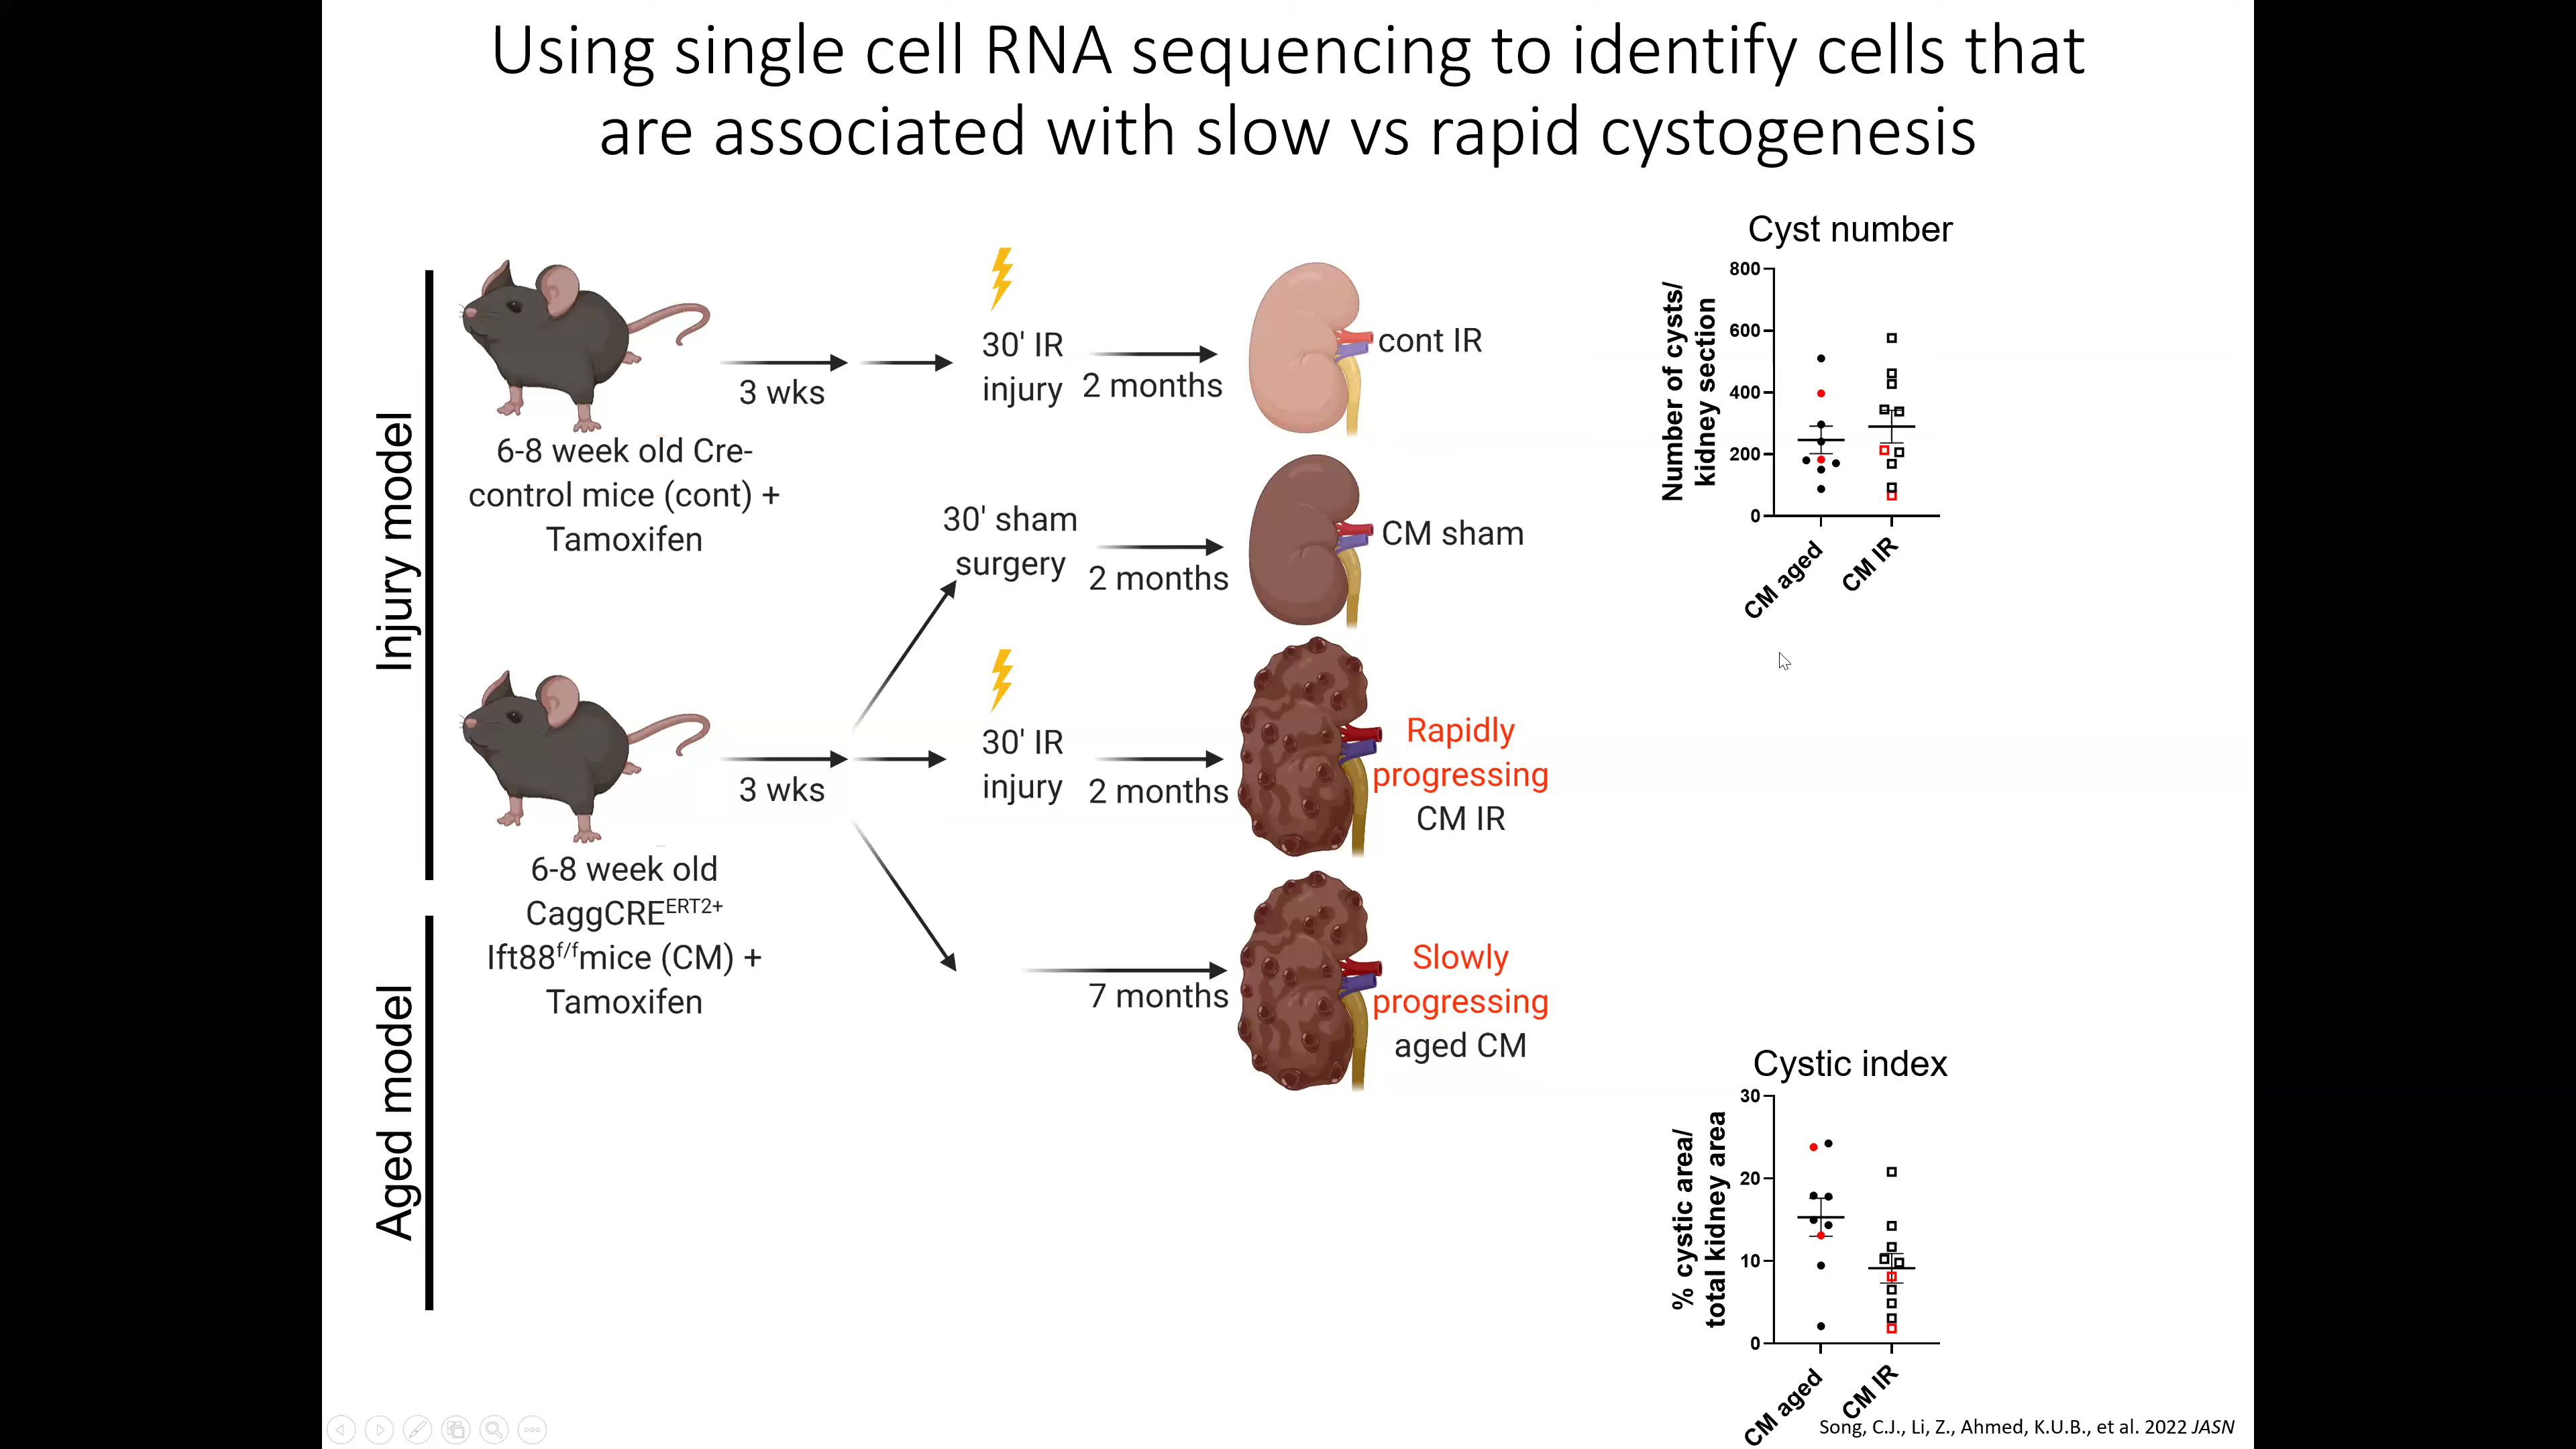 Using single cell RNA sequencing to identify cells that
are associated with slow vs rapid cystogenesis
Injury model
6-8 week old Cre-
control mice (cont) +
Tamoxifen
3 wks
30' IR
injury
2 months
cont IR
30' sham
surgery
2 months
CM sham
6-8 week old
CaggCREERT2+
Ift88f/fmice (CM) +
Tamoxifen
3 wks
30' IR
injury
2 months
Rapidly
progressing
CM IR
Aged model
7 months
Slowly
progressing
aged CM
Cyst number
Number of cysts/
kidney section
800
600
400
200
0
CM aged
CM IR
Cystic index
% cystic area/
total kidney area
30
20
10
0
CM aged
CM IR
Song, C.J., Li, Z., Ahmed, K.U.B., et al. 2022 JASN